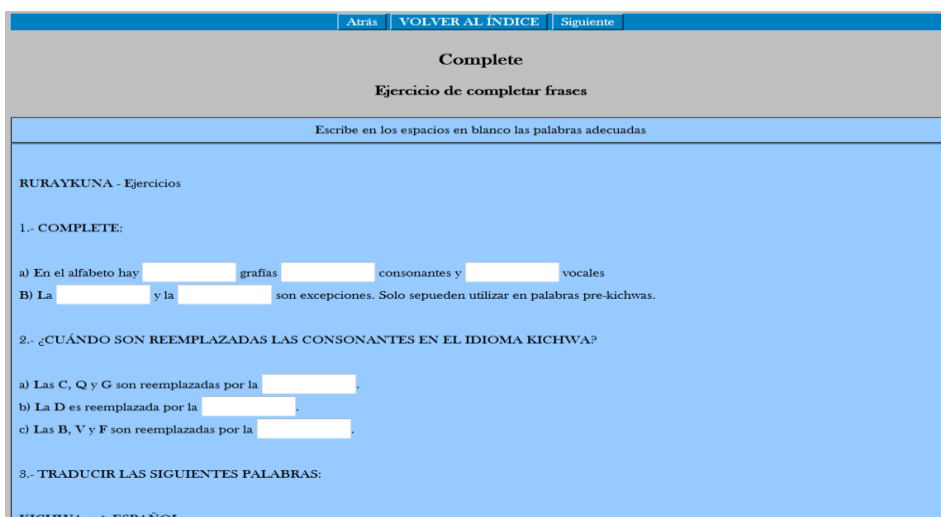 Atrás VOLVER AL ÍNDICE Siguiente
Complete
Ejercicio de completar frases
Escribe en los espacios en blanco las palabras adecuadas
RURAYKUNA - Ejercicios
1.- COMPLETE:
a) En el alfabeto hay grafías consonantes y vocales
B) La y la son excepciones. Solo sepueden utilizar en palabras pre-kichwas.
2.- ¿CUÁNDO SON REEMPLAZADAS LAS CONSONANTES EN EL IDIOMA KICHWA?
a) Las C, Q y G son reemplazadas por la .
b) La D es reemplazada por la .
c) Las B, V y F son reemplazadas por la .
3.- TRADUCIR LAS SIGUIENTES PALABRAS: